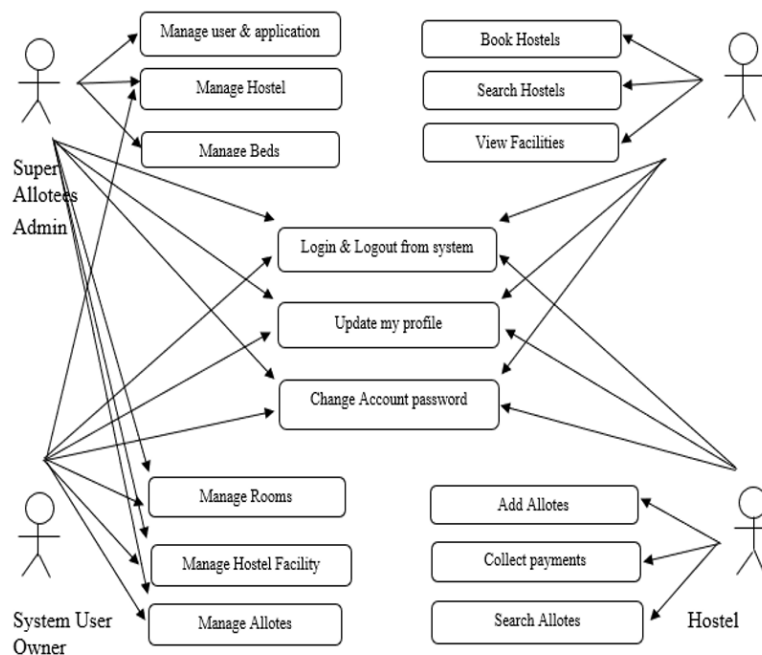 Manage user & application
Book Hostels
Manage Hostel
Search Hostels
Manage Beds
View Facilities
Super
Allotees
Admin
Login & Logout from system
Update my profile
Change Account password
Manage Rooms
Add Allotes
Manage Hostel Facility
Collect payments
Manage Allotes
Search Allotes
System User
Owner
Hostel